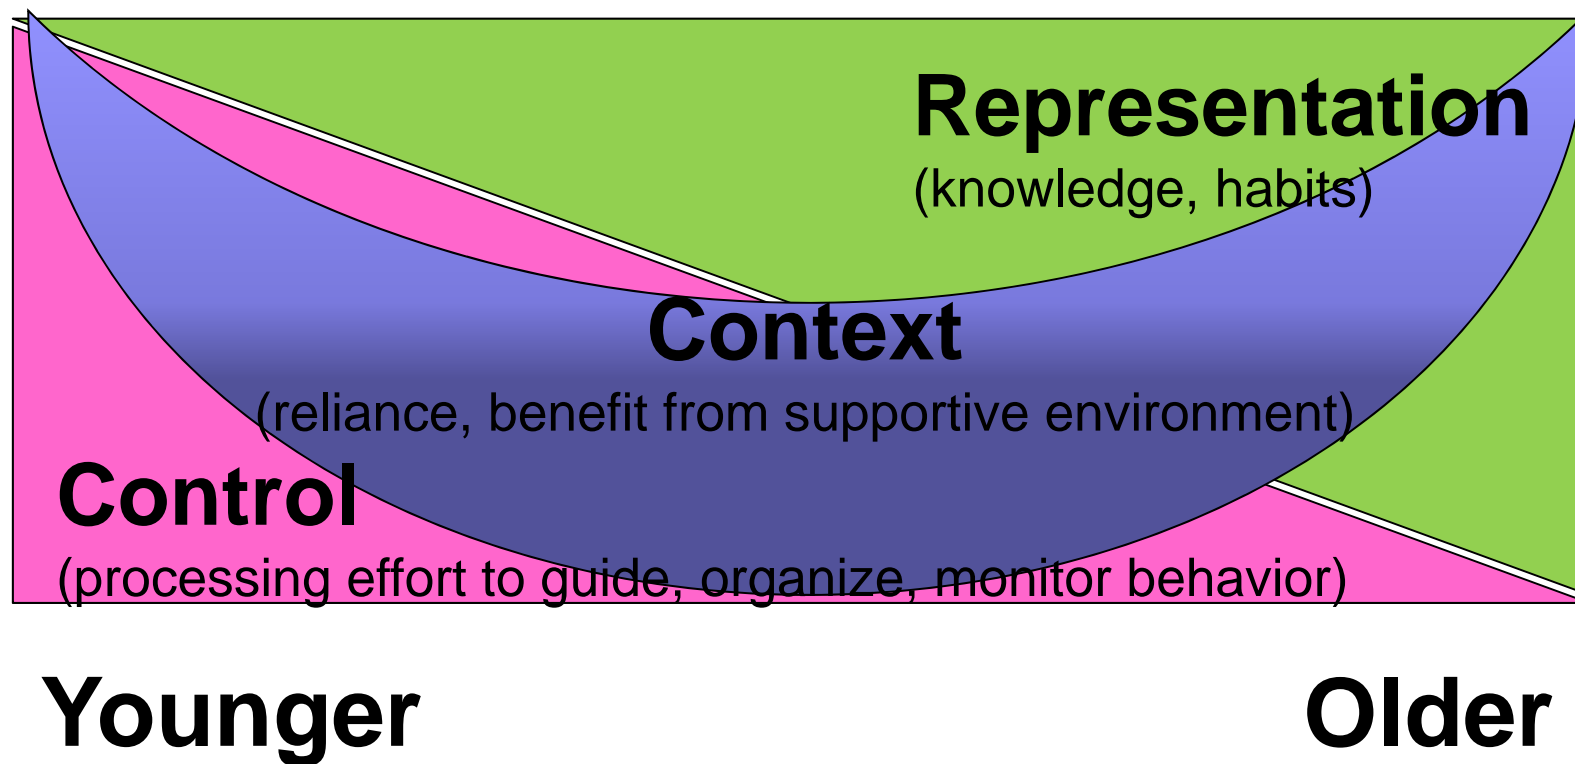 Representation
(knowledge, habits)
Context
(reliance, benefit from supportive environment)
Control
(processing effort to guide, organize, monitor behavior)
Younger
Older